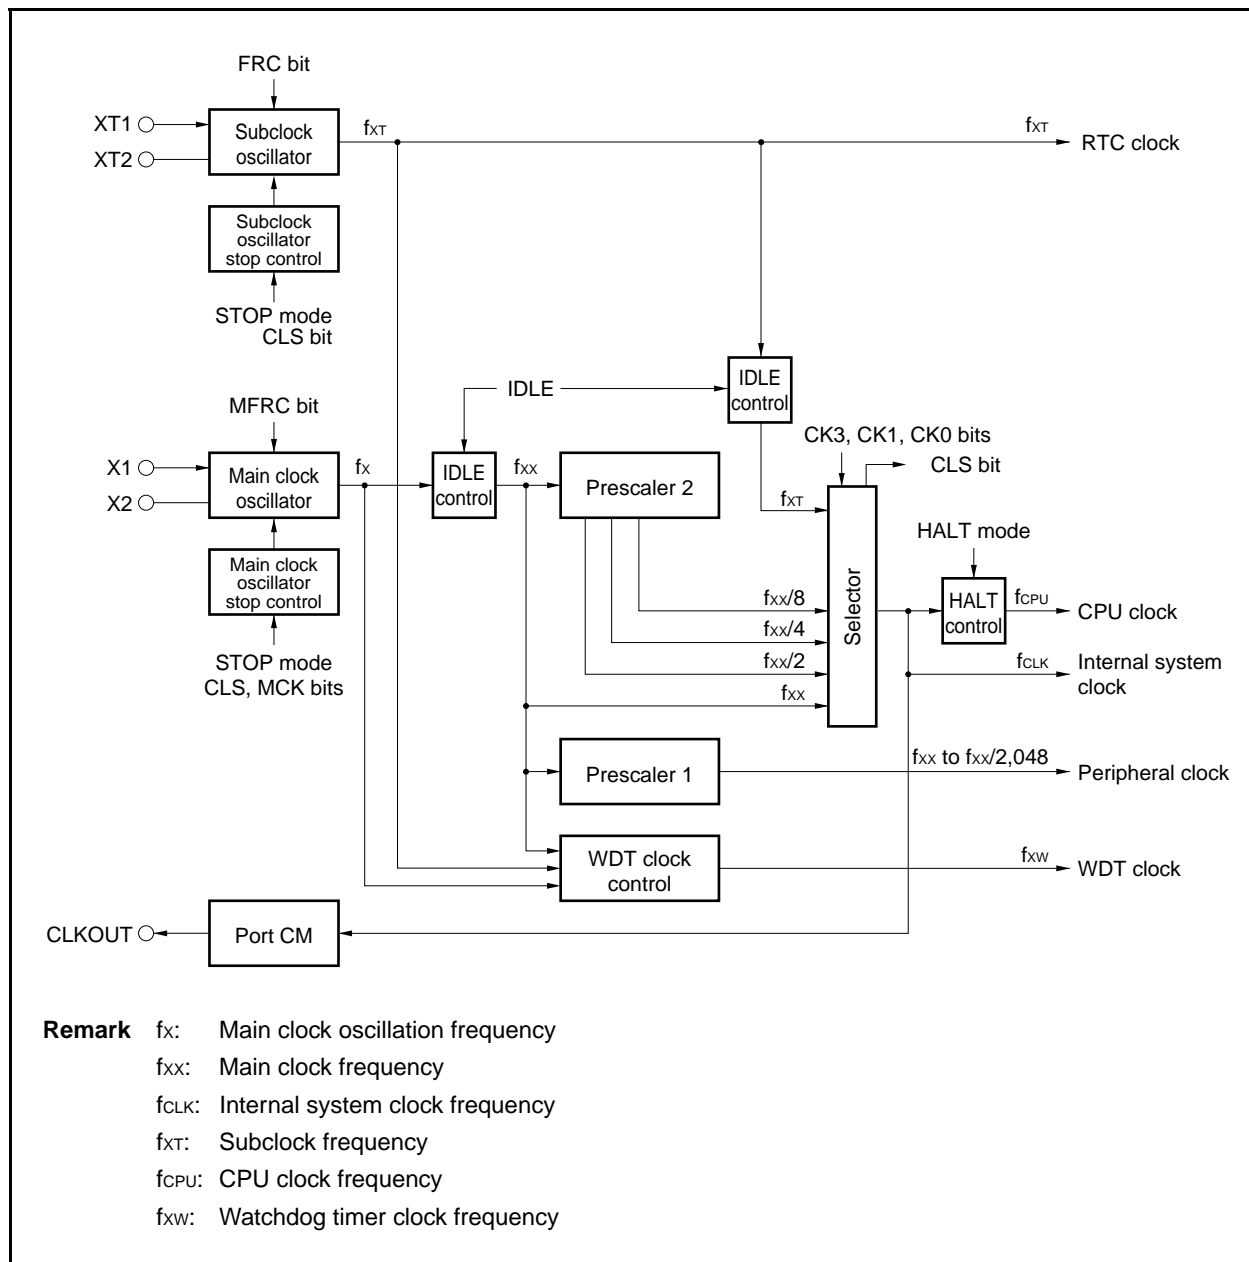 FRC bit
XT1
XT2
Subclock
oscillator
fXT
fXT
RTC clock
Subclock
oscillator
stop control
STOP mode
CLS bit
IDLE
IDLE
control
MFRC bit
CK3, CK1, CK0 bits
CLS bit
X1
X2
Main clock
oscillator
fX
IDLE
control
fXX
Prescaler 2
fXT
HALT mode
Main clock
oscillator
stop control
STOP mode
CLS, MCK bits
fXX/8
fXX/4
fXX/2
fXX
Selector
HALT
control
fCPU
CPU clock
fCLK
Internal system
clock
Prescaler 1
fXX to fXX/2,048
Peripheral clock
WDT clock
control
fXW
WDT clock
CLKOUT
Port CM
Remark fX: Main clock oscillation frequency
fXX: Main clock frequency
fCLK: Internal system clock frequency
fXT: Subclock frequency
fCPU: CPU clock frequency
fXW: Watchdog timer clock frequency